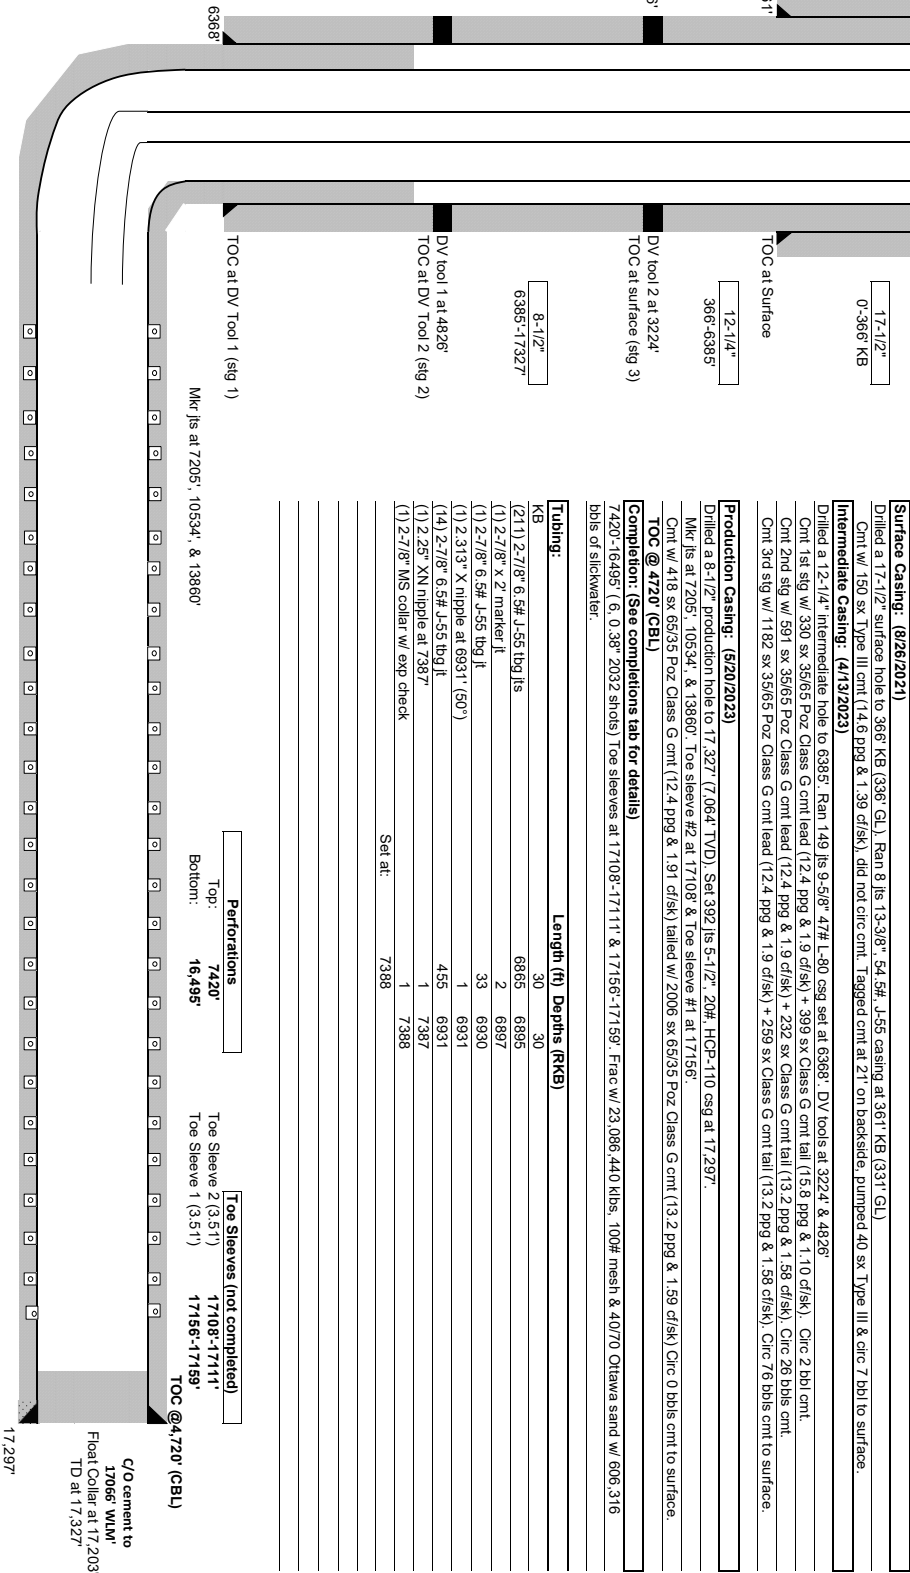 17-1/2"
0'-366' KB
TOC at Surface
12-1/4"
366'-6385'
DV tool 2 at 3224'
TOC at surface (stg 3)
8-1/2"
6385'-17327'
DV tool 1 at 4826'
TOC at DV Tool 2 (stg 2)
TOC at DV Tool 1 (stg 1)
Mkr jts at 7205', 10534', & 13860'
6368'
Surface Casing: (8/26/2021)
Drilled a 17-1/2" surface hole to 366' KB (336' GL). Ran 8 jts 13-3/8", 54.5#, J-55 casing at 361' KB (331' GL)
Cmt w/ 150 sx Type III cmt (14.6 ppg & 1.39 cf/sk), did not circ cmt. Tagged cmt at 21' on backside, pumped 40 sx Type III & circ 7 bbl to surface.
Intermediate Casing: (4/13/2023)
Drilled a 12-1/4" intermediate hole to 6385'. Ran 149 jts 9-5/8" 47# L-80 csg set at 6368'. DV tools at 3224' & 4826'
Cmt 1st stg w/ 330 sx 35/65 Poz Class G cmt lead (12.4 ppg & 1.9 cf/sk) + 399 sx Class G cmt tail (15.8 ppg & 1.10 cf/sk). Circ 2 bbl cmt.
Cmt 2nd stg w/ 591 sx 35/65 Poz Class G cmt lead (12.4 ppg & 1.9 cf/sk) + 232 sx Class G cmt tail (13.2 ppg & 1.58 cf/sk). Circ 26 bbls cmt.
Cmt 3rd stg w/ 1182 sx 35/65 Poz Class G cmt lead (12.4 ppg & 1.9 cf/sk) + 259 sx Class G cmt tail (13.2 ppg & 1.58 cf/sk). Circ 76 bbls cmt to surface.
Production Casing: (5/20/2023)
Drilled a 8-1/2" production hole to 17,327' (7,064' TVD). Set 392 jts 5-1/2", 20#, HCP-110 csg at 17,297'.
Mkr jts at 7205', 10534', & 13860'. Toe sleeve #2 at 17108' & Toe sleeve #1 at 17156'.
Cmt w/ 418 sx 65/35 Poz Class G cmt (12.4 ppg & 1.91 cf/sk) tailed w/ 2006 sx 65/35 Poz Class G cmt (13.2 ppg & 1.59 cf/sk) Circ 0 bbls cmt to surface.
TOC @ 4720' (CBL)
Completion: (See completions tab for details)
7420'-16495' ( 6, 0.38" 2032 shots) Toe sleeves at 17108'-17111' & 17156'-17159'. Frac w/ 23,086,440 klbs, 100# mesh & 40/70 Ottawa sand w/ 606,316
bbls of slickwater.
Tubing: Length (ft) Depths (RKB)
KB 30 30
(211) 2-7/8" 6.5# J-55 tbg jts 6865 6895
(1) 2-7/8" x 2' marker jt 2 6897
(1) 2-7/8" 6.5# J-55 tbg jt 33 6930
(1) 2.313" X nipple at 6931' (50°) 1 6931
(14) 2-7/8" 6.5# J-55 tbg jt 455 6931
(1) 2.25" XN nipple at 7387' 1 7387
(1) 2-7/8" MS collar w/ exp check 1 7388
Set at: 7388
Perforations
Top: 7420'
Bottom: 16,495'
Toe Sleeves (not completed)
Toe Sleeve 2 (3.51') 17108'-17111'
Toe Sleeve 1 (3.51') 17156'-17159'
TOC @4,720' (CBL)
C/O cement to
17066' WLM'
Float Collar at 17,203'
TD at 17,327'
17,297'